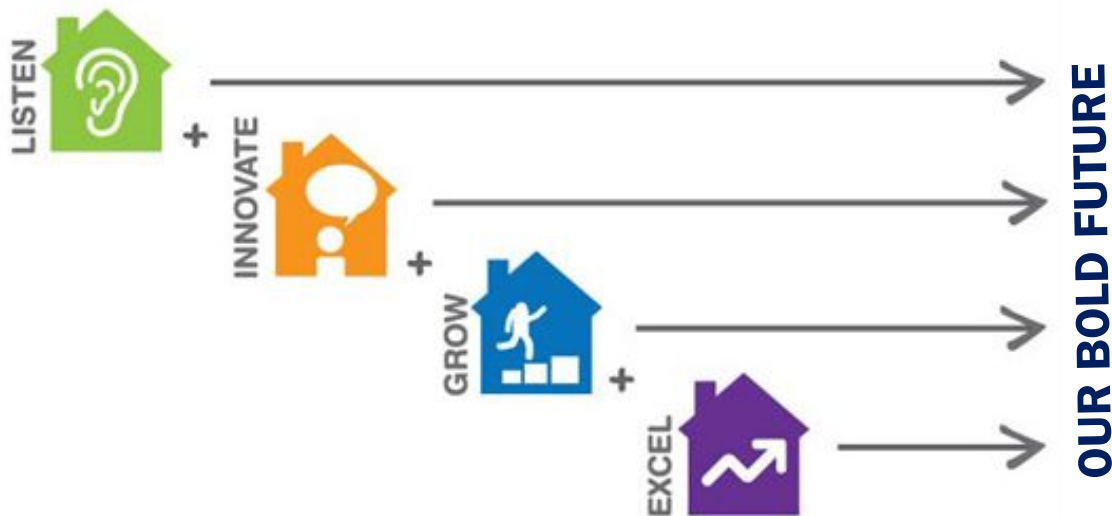 LISTEN
+
INNOVATE
+
GROW
+
EXCEL
OUR BOLD FUTURE